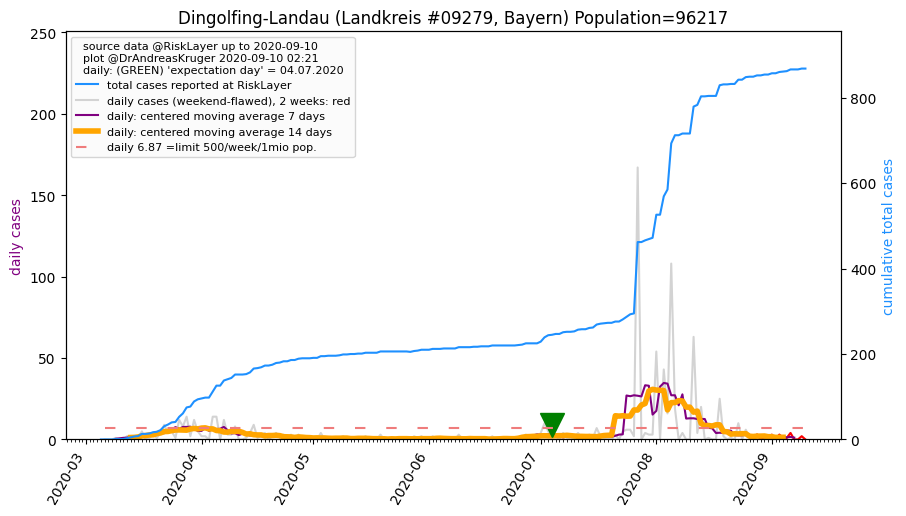 Dingolfing-Landau (Landkreis #09279, Bayern) Population=96217
source data @RiskLayer up to 2020-09-10
plot @DrAndreasKruger 2020-09-10 02:21
daily: (GREEN) 'expectation day' = 04.07.2020
total cases reported at RiskLayer
daily cases (weekend-flawed), 2 weeks: red
daily: centered moving average 7 days
daily: centered moving average 14 days
daily 6.87 =limit 500/week/1mio pop.
daily cases
250
200
150
100
50
0
cumulative total cases
800
600
400
200
0
2020-03
2020-04
2020-05
2020-06
2020-07
2020-08
2020-09